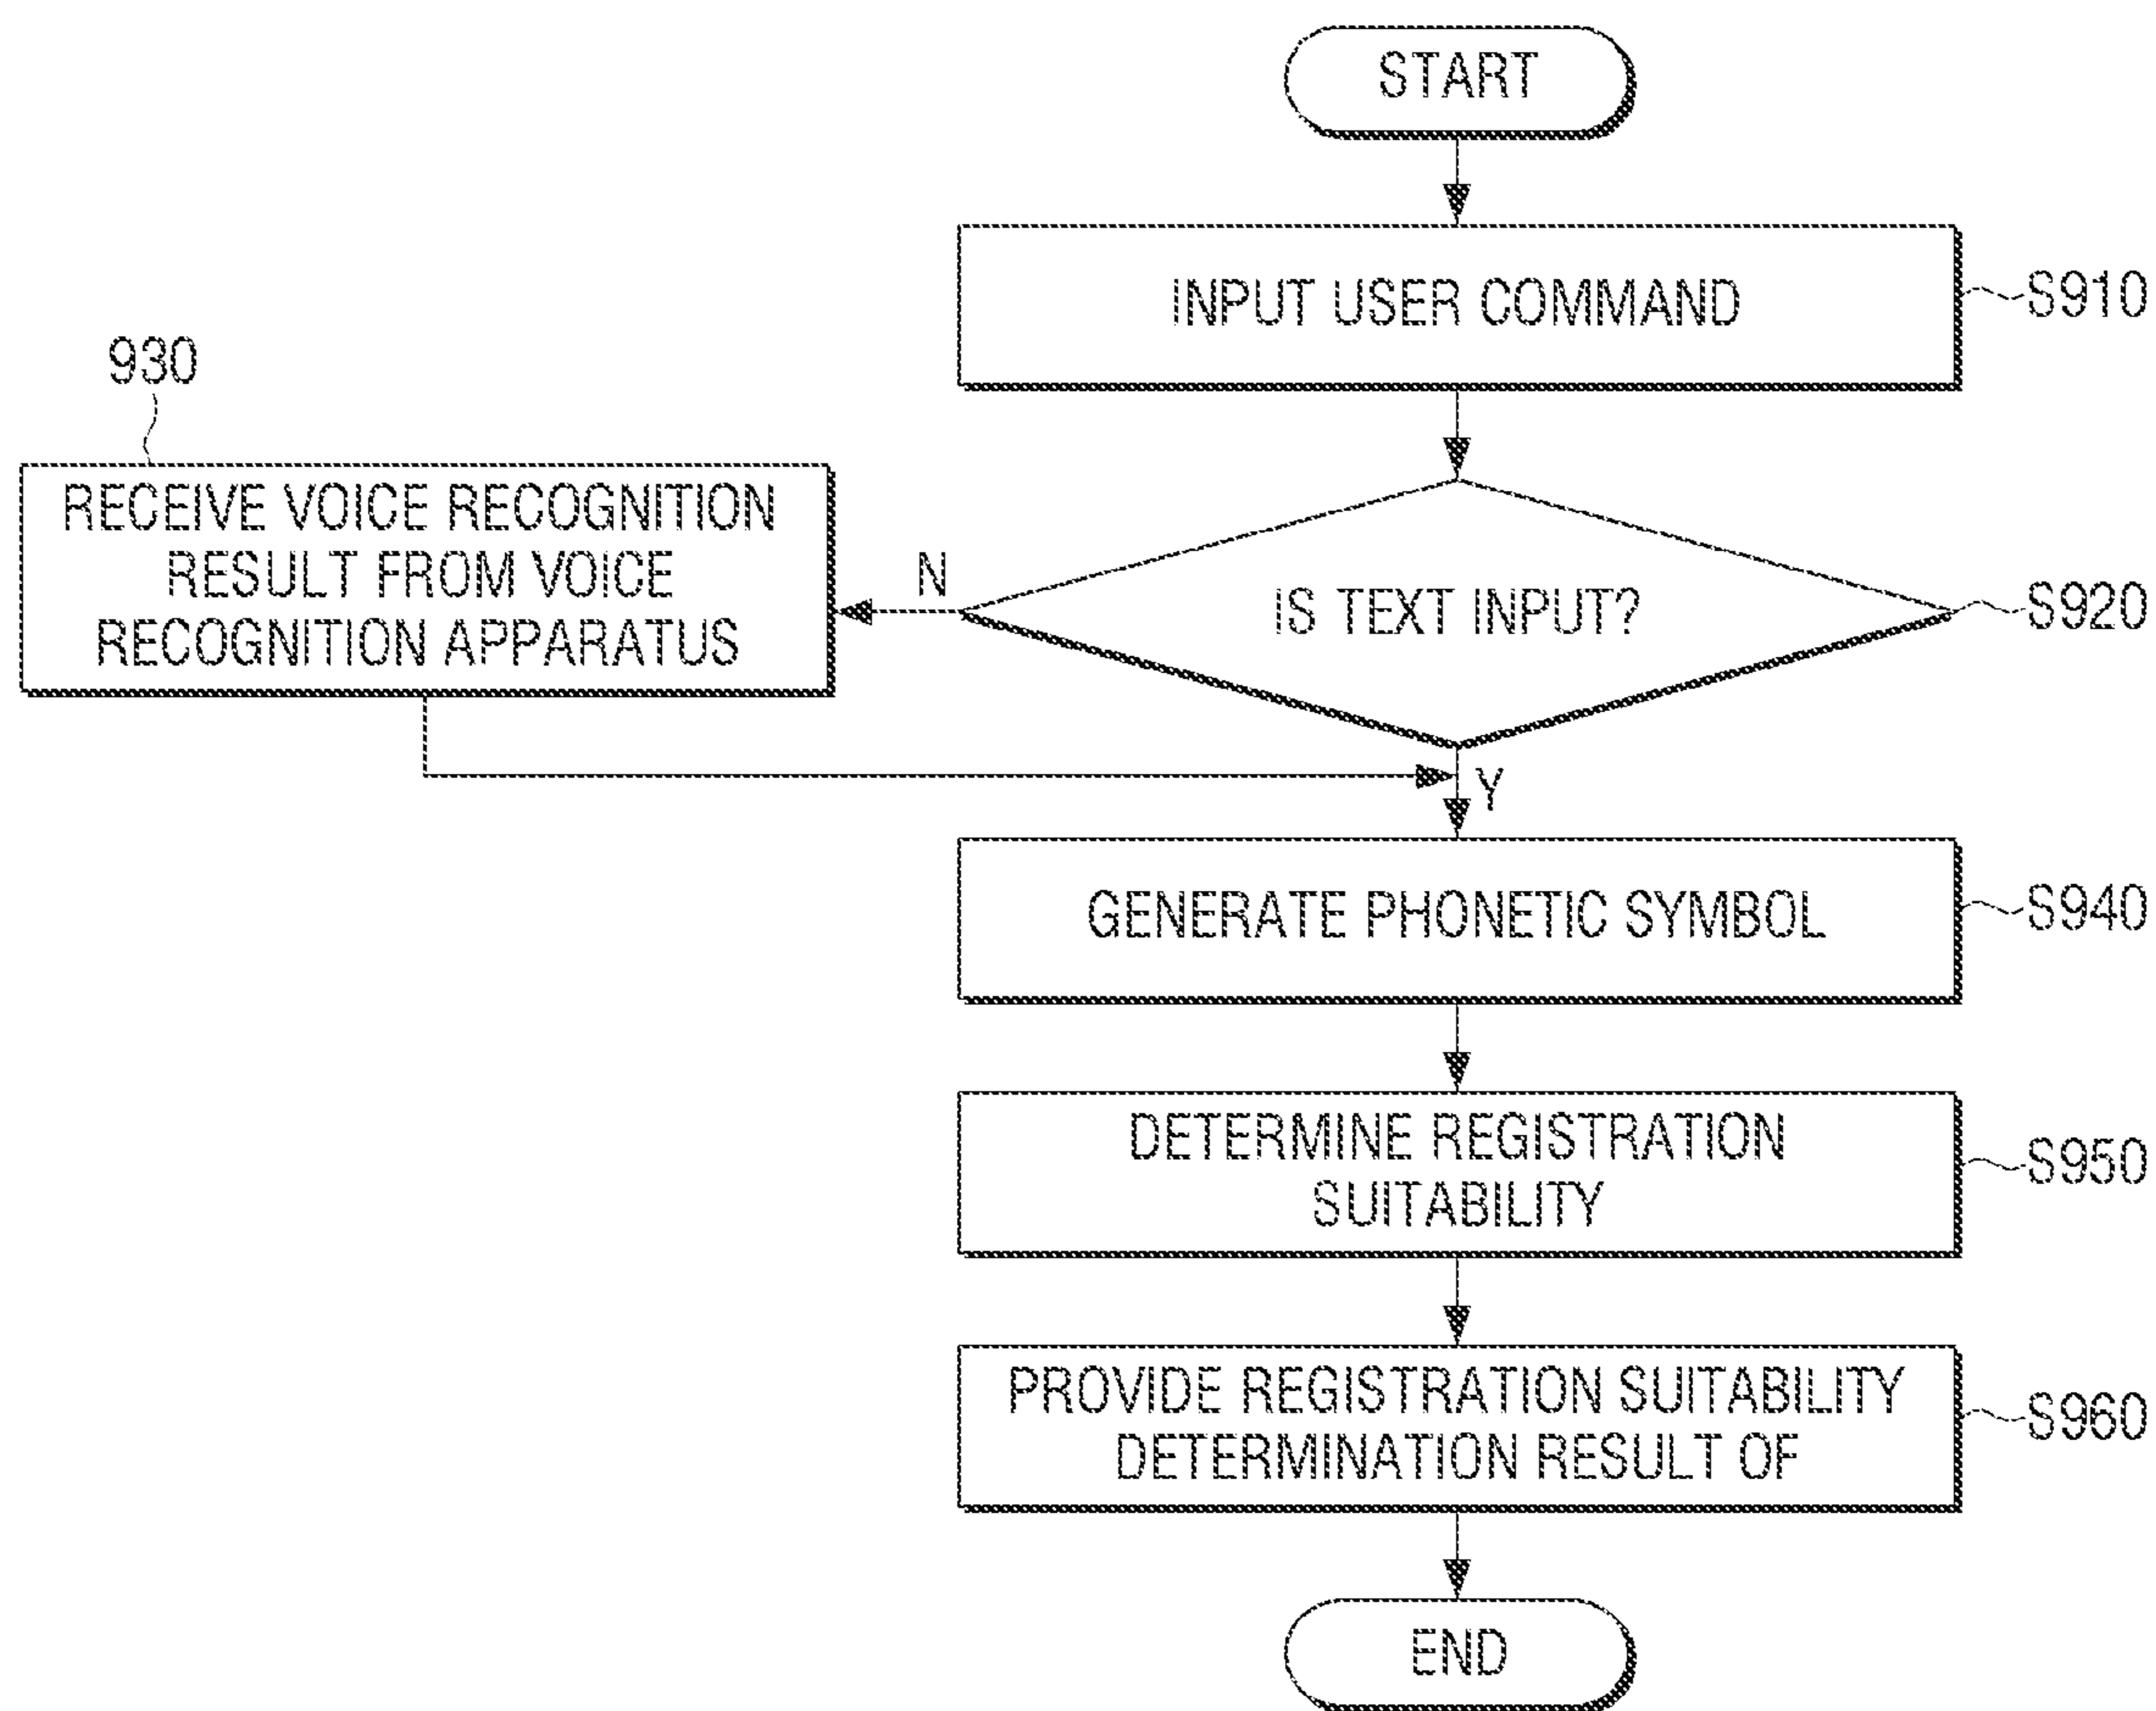 START
INPUT USER COMMAND
S910
930
RECEIVE VOICE RECOGNITION
RESULT FROM VOICE
RECOGNITION APPARATUS
N
IS TEXT INPUT?
S920
Y
GENERATE PHONETIC SYMBOL
S940
DETERMINE REGISTRATION
SUITABILITY
S950
PROVIDE REGISTRATION SUITABILITY
DETERMINATION RESULT OF
S960
END